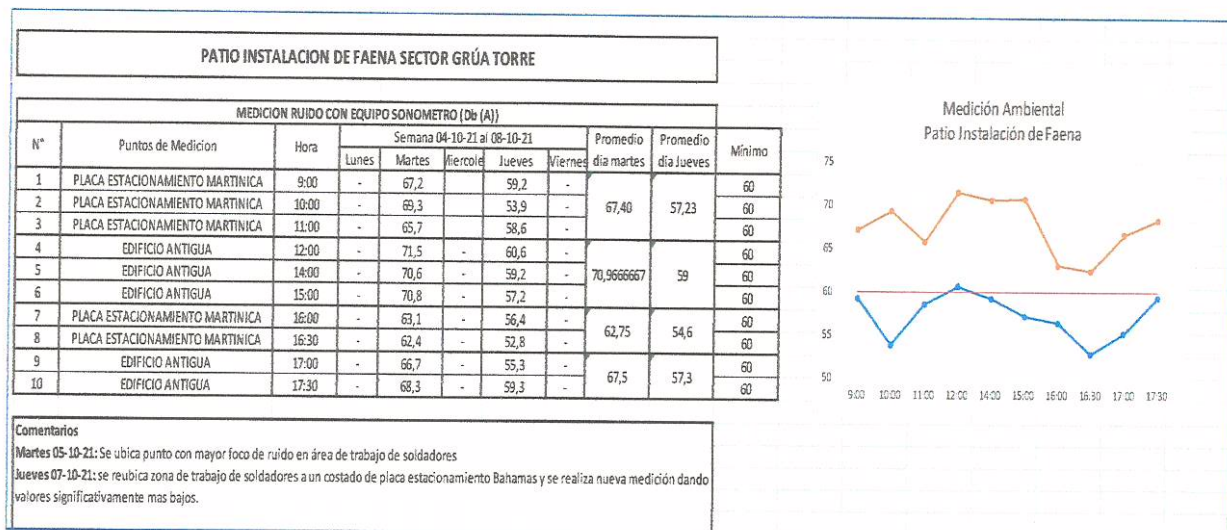 PATIO INSTALACION DE FAENA SECTOR GRÚA TORRE
MEDICION RUIDO CON EQUIPO SONOMETRO (Db (A))
N° Puntos de Medicion Hora Semana 04-10-21 al 08-10-21 Promedio dia martes Promedio dia Jueves Mínimo
Lunes Martes Miercole Jueves Viernes
1 PLACA ESTACIONAMIENTO MARTINICA 9:00 - 67,2 59,2 - 67,40 57,23 60
2 PLACA ESTACIONAMIENTO MARTINICA 10:00 - 69,3 53,9 - 60
3 PLACA ESTACIONAMIENTO MARTINICA 11:00 - 65,7 58,6 - 60
4 EDIFICIO ANTIGUA 12:00 - 71,5 - 60,6 - 70,9666667 59 60
5 EDIFICIO ANTIGUA 14:00 - 70,6 - 59,2 - 60
6 EDIFICIO ANTIGUA 15:00 - 70,8 - 57,2 - 60
7 PLACA ESTACIONAMIENTO MARTINICA 16:00 - 63,1 - 56,4 - 62,75 54,6 60
8 PLACA ESTACIONAMIENTO MARTINICA 16:30 - 62,4 - 52,8 - 60
9 EDIFICIO ANTIGUA 17:00 - 66,7 - 55,3 - 67,5 57,3 60
10 EDIFICIO ANTIGUA 17:30 - 68,3 - 59,3 - 60
Comentarios
Martes 05-10-21: Se ubica punto con mayor foco de ruido en área de trabajo de soldadores
Jueves 07-10-21: se reubica zona de trabajo de soldadores a un costado de placa estacionamiento Bahamas y se realiza nueva medición dando
valores significativamente mas bajos.
Medición Ambiental
Patio Instalación de Faena
75
70
65
60
55
50
9:00 10:00 11:00 12:00 14:00 15:00 16:00 16:30 17:00 17:30